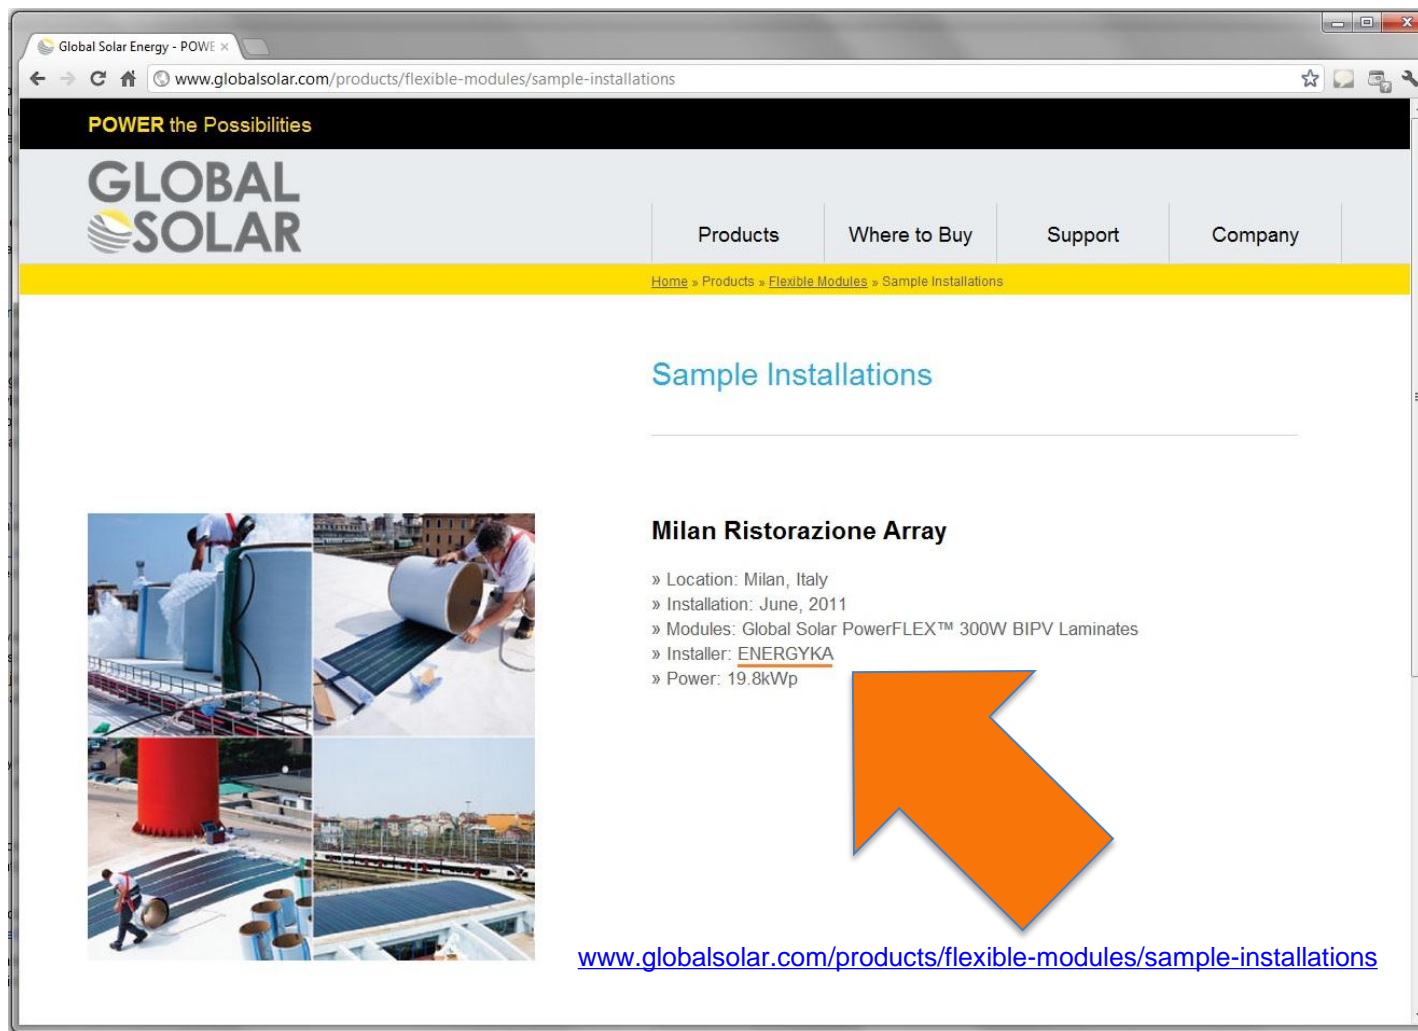 Global Solar Energy - POWE
www.globalsolar.com/products/flexible-modules/sample-installations
POWER the Possibilities
GLOBAL
SOLAR
Products Where to Buy Support Company
Home » Products » Flexible Modules » Sample Installations
Sample Installations
Milan Ristorazione Array
» Location: Milan, Italy
» Installation: June, 2011
» Modules: Global Solar PowerFLEX™ 300W BIPV Laminates
» Installer: ENERGYKA
» Power: 19.8kWp
www.globalsolar.com/products/flexible-modules/sample-installations